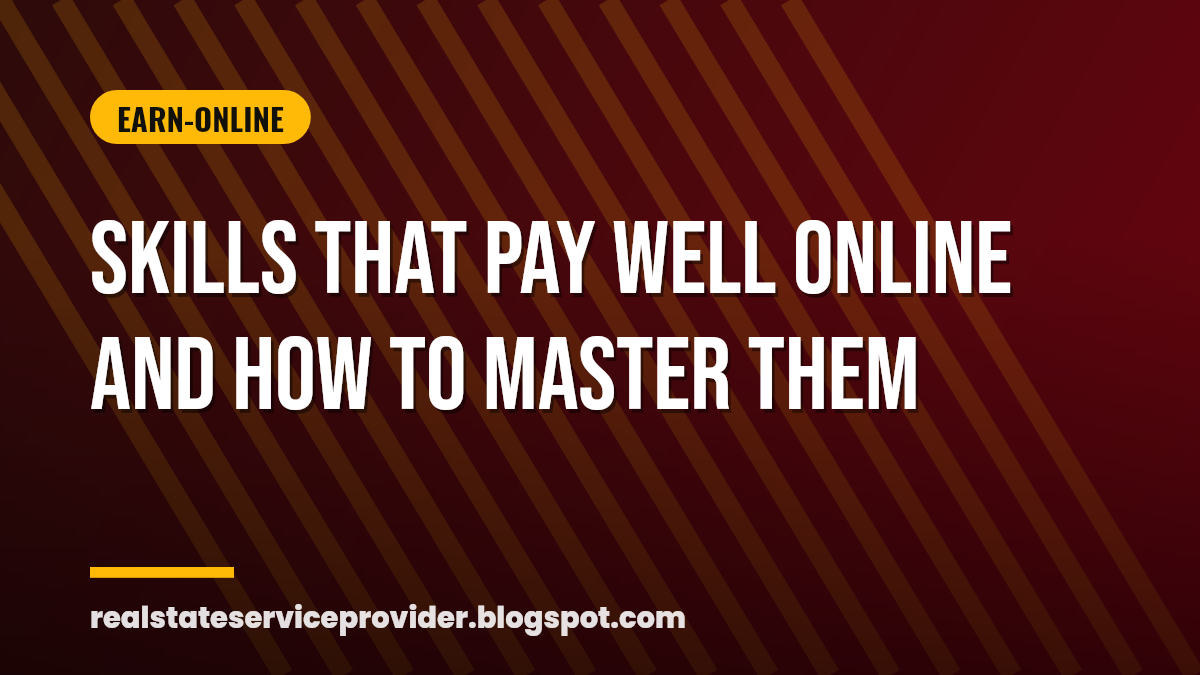 EARN-ONLINE
SKILLS THAT PAY WELL ONLINE
AND HOW TO MASTER THEM
realstateserviceprovider.blogspot.com